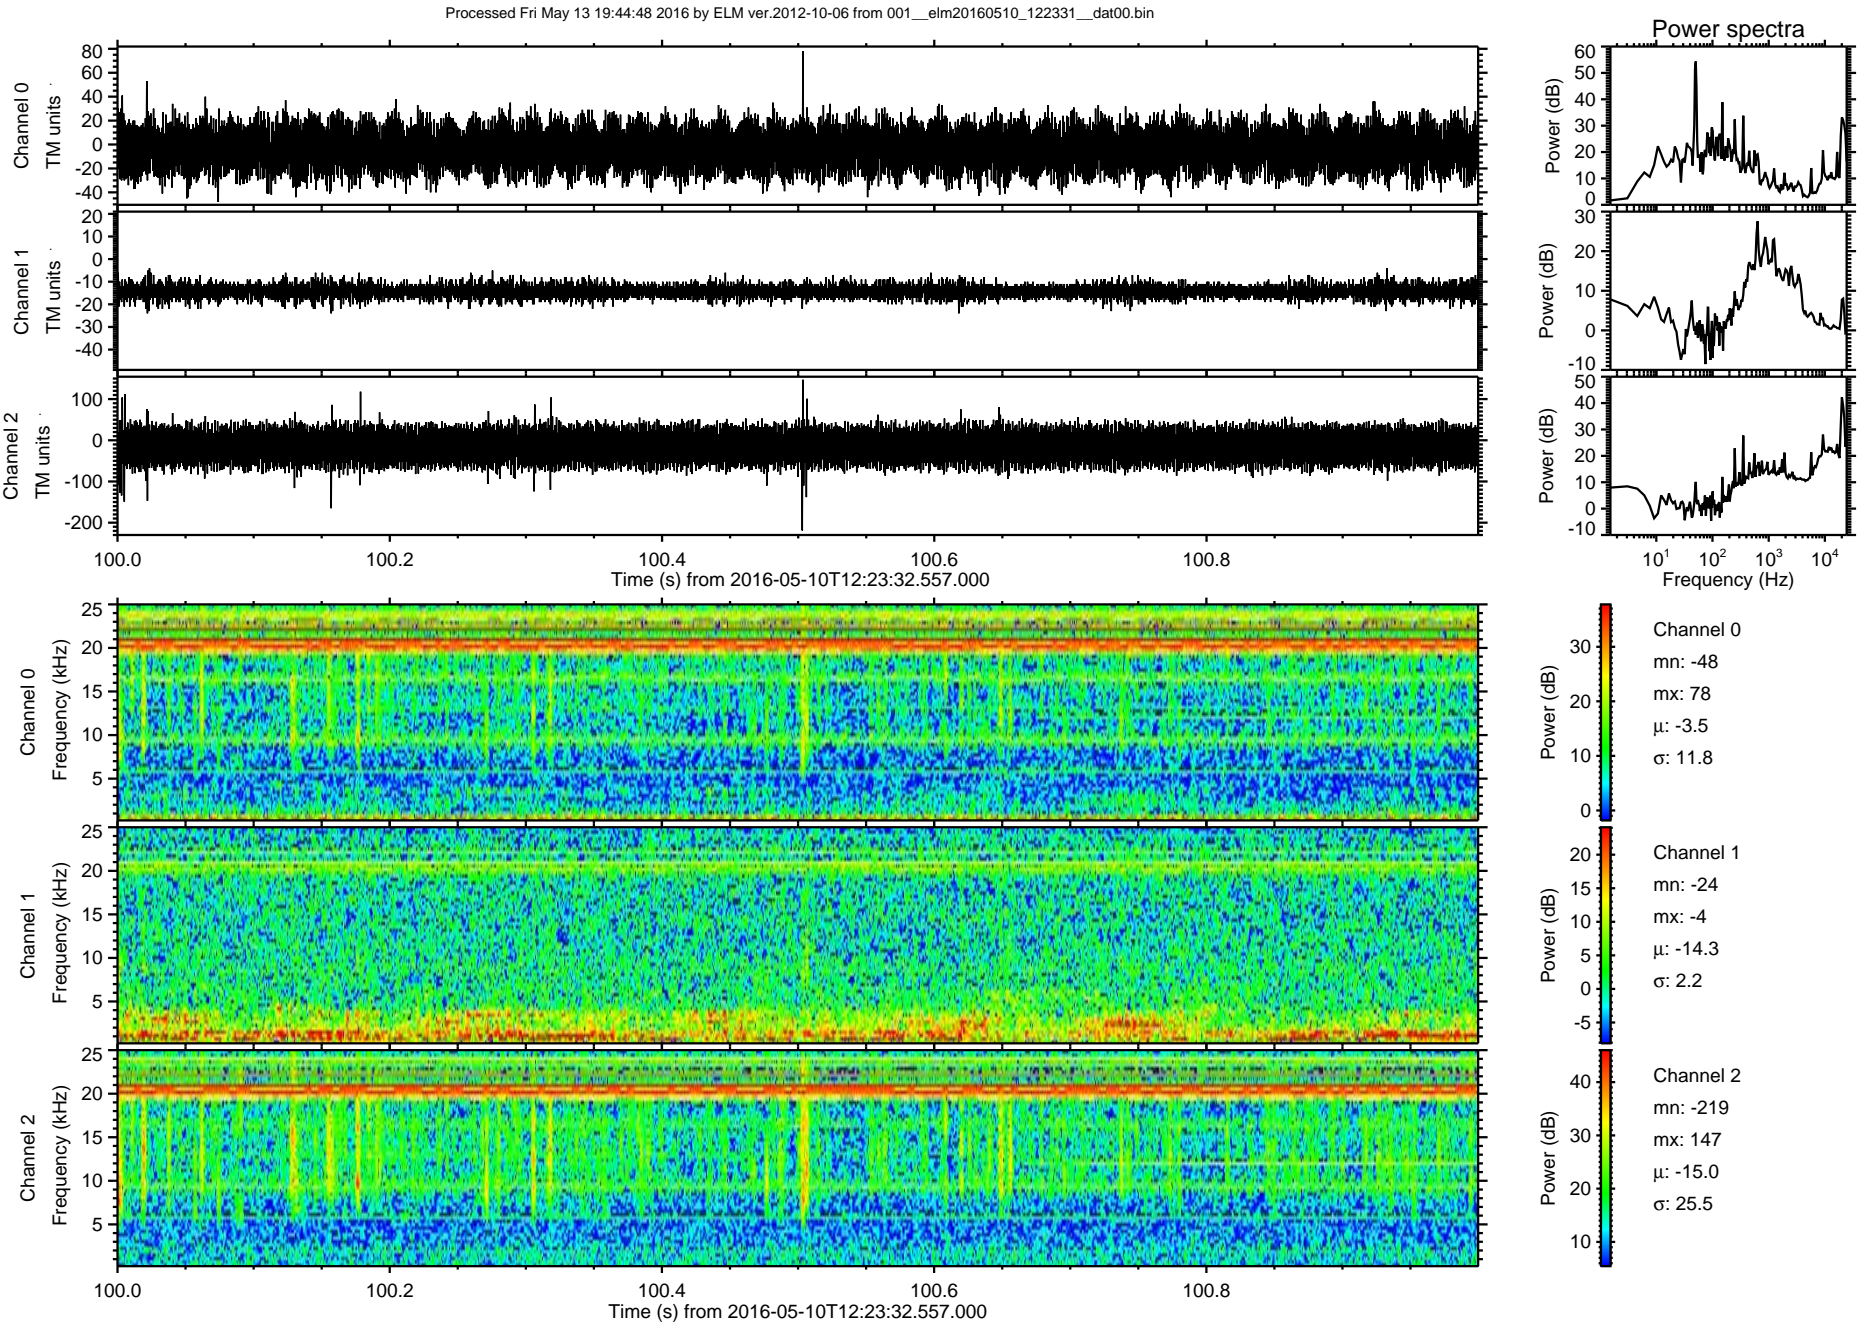 Processed Fri May 13 19:44:48 2016 by ELM ver.2012-10-06 from 001__elm20160510_122331__dat00.bin
Power spectra
Channel 0
TM units
80
60
40
20
0
-20
-40
Power (dB)
60
50
40
30
20
10
0
Channel 1
TM units
20
10
0
-10
-20
-30
-40
Power (dB)
30
20
10
0
-10
Channel 2
TM units
100
0
-100
-200
Power (dB)
50
40
30
20
10
0
-10
100.0 100.2 100.4 100.6 100.8
Time (s) from 2016-05-10T12:23:32.557.000
10¹ 10² 10³ 10⁴
Frequency (Hz)
Channel 0
Frequency (kHz)
25
20
15
10
5
Power (dB)
30
20
10
0
Channel 0
mn: -48
mx: 78
μ: -3.5
σ: 11.8
Channel 1
Frequency (kHz)
25
20
15
10
5
Power (dB)
20
15
10
5
0
-5
Channel 1
mn: -24
mx: -4
μ: -14.3
σ: 2.2
Channel 2
Frequency (kHz)
25
20
15
10
5
Power (dB)
40
30
20
10
Channel 2
mn: -219
mx: 147
μ: -15.0
σ: 25.5
100.0 100.2 100.4 100.6 100.8
Time (s) from 2016-05-10T12:23:32.557.000